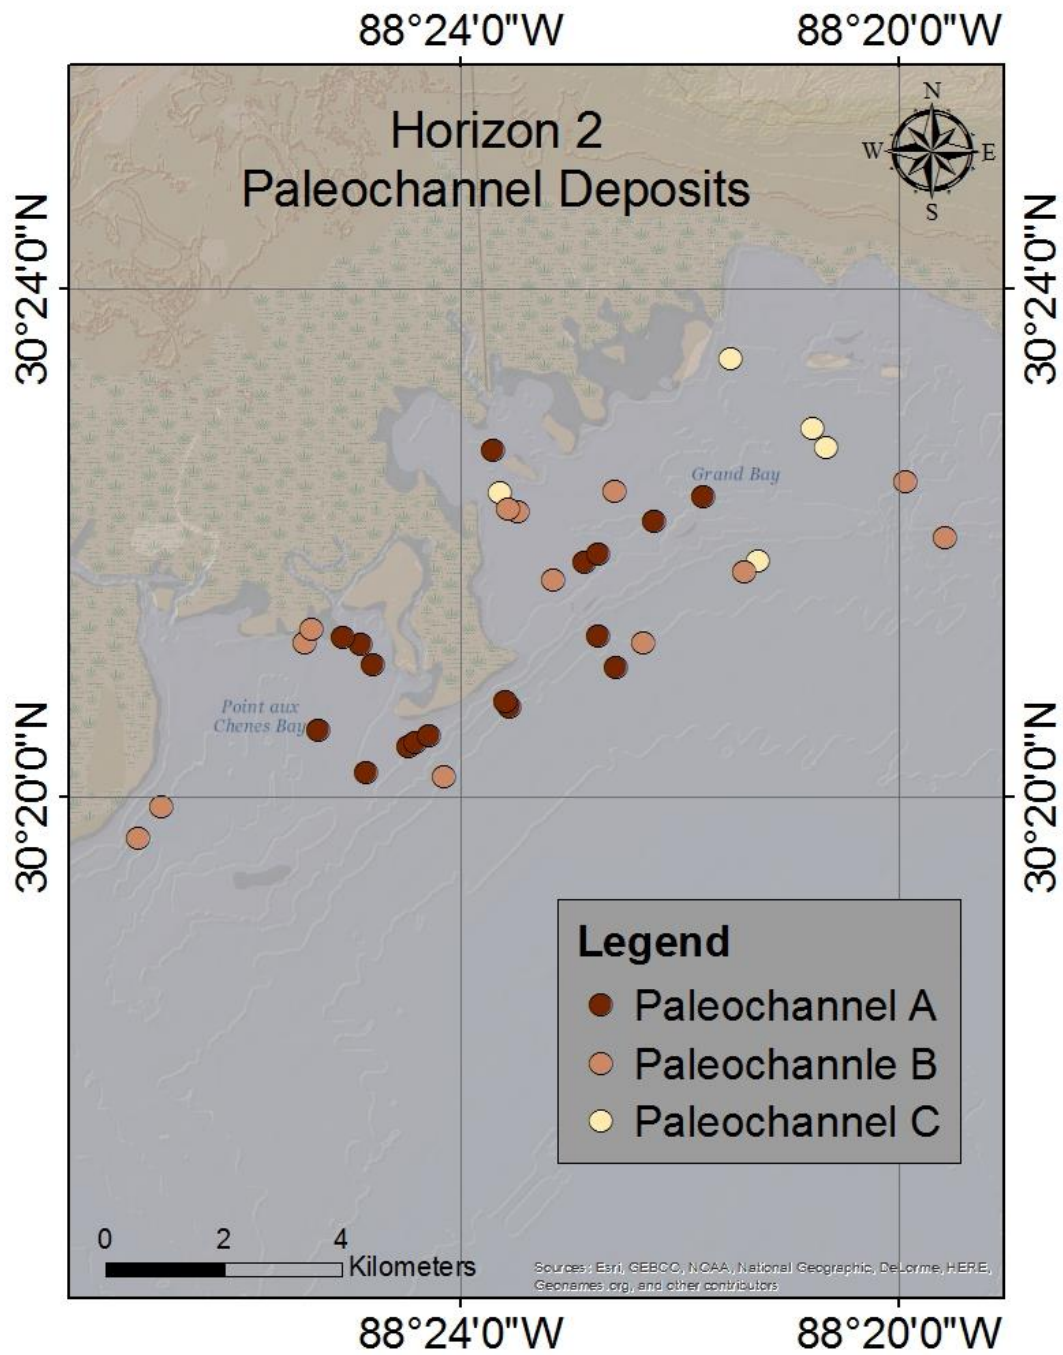 88°24'0"W 88°20'0"W
Horizon 2
Paleochannel Deposits
N
W E
S
30°24'0"N 30°24'0"N
Grand Bay
Point aux
Chenes Bay
30°20'0"N 30°20'0"N
Legend
Paleochannel A
Paleochannle B
Paleochannel C
0 2 4
Kilometers
Sources: Esri, GEBCO, NOAA, National Geographic, DeLorme, HERE,
Geonames.org, and other contributors
88°24'0"W 88°20'0"W